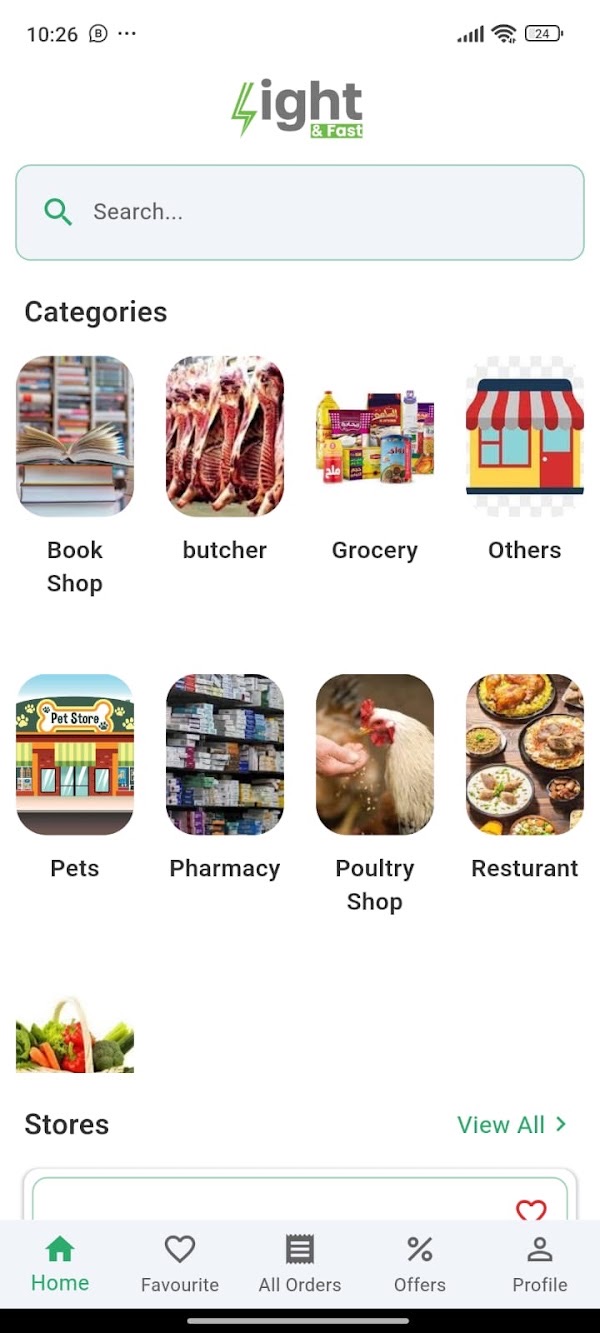 10:26
24
ight
& Fast
Search...
Categories
Book
Shop
butcher
Grocery
Others
Pet Store
Pets
Pharmacy
Poultry
Shop
Resturant
Stores
View All
Home
Favourite
All Orders
Offers
Profile